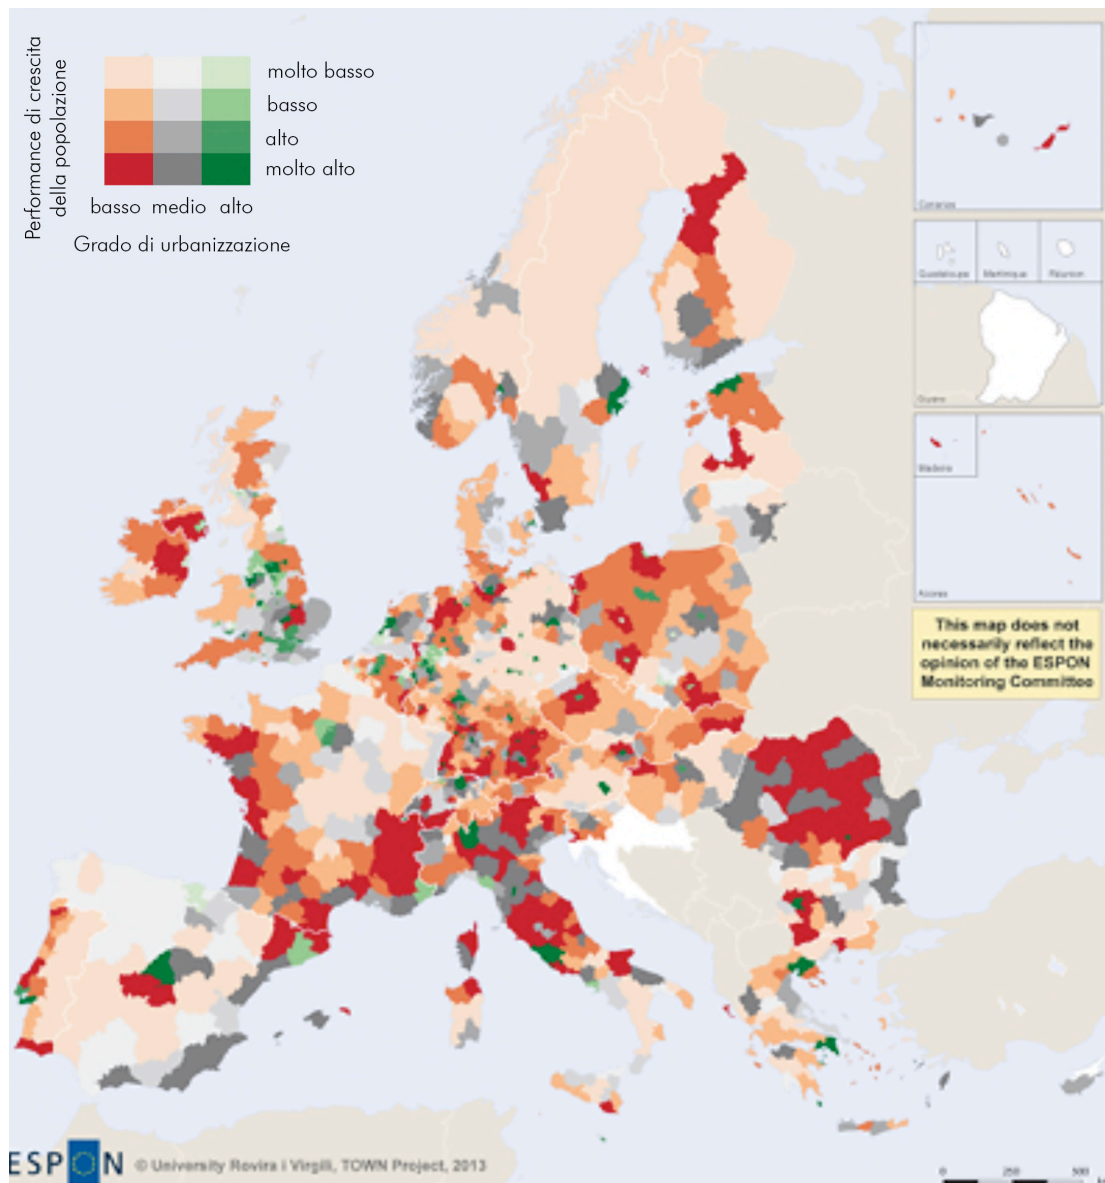 Performance di crescita
della popolazione
molto basso
basso
alto
molto alto
basso medio alto
Grado di urbanizzazione
Canarias
Guadeloupe
Martinique
Réunion
Guyane
Madeira
Acores
This map does not
necessarily reflect the
opinion of the ESPON
Monitoring Committee
ESPON © University Rovira i Virgili, TOWN Project, 2013
0 250 500